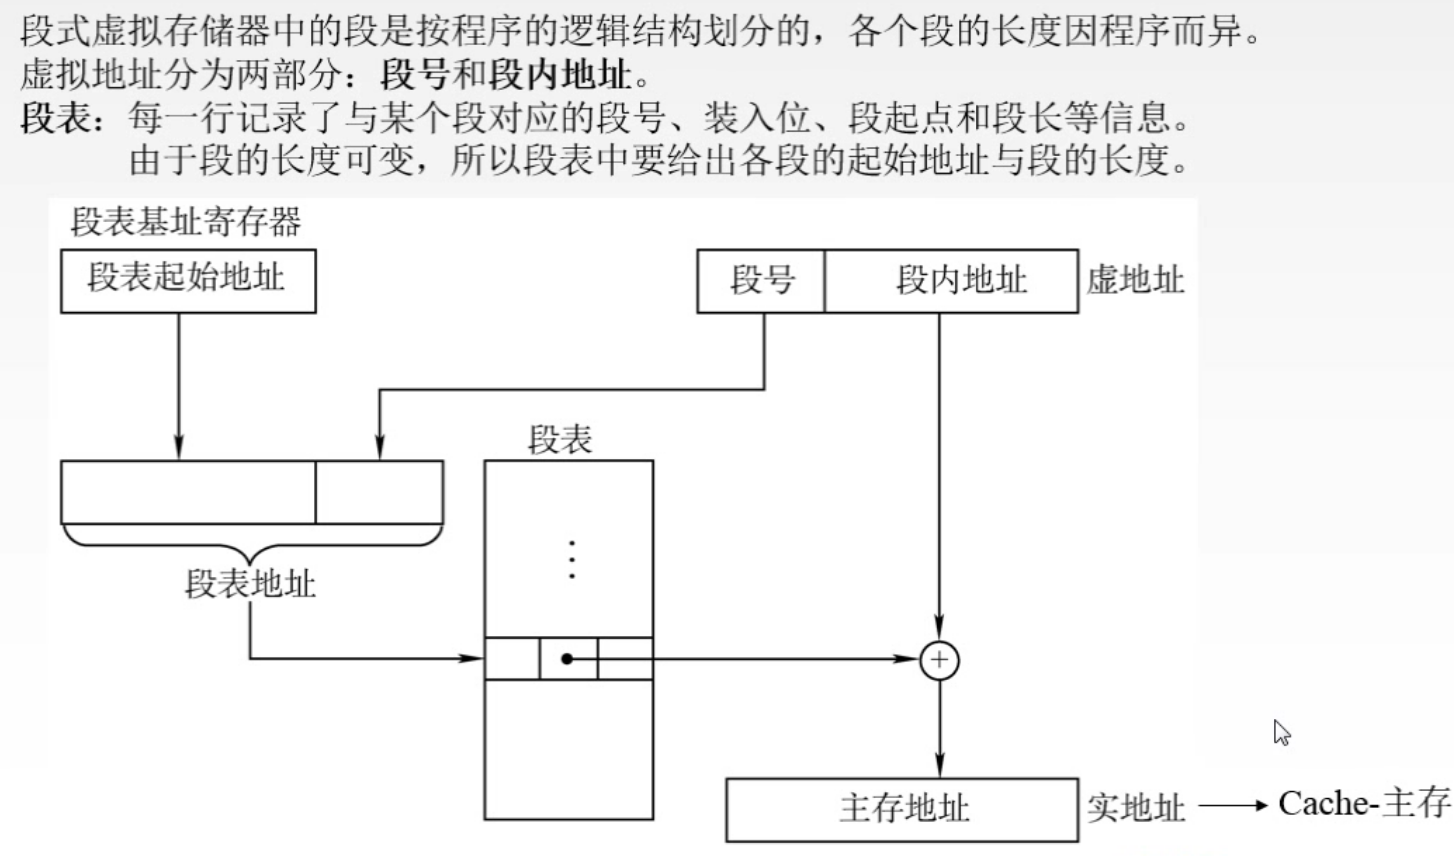 段式虚拟存储器中的段是按程序的逻辑结构划分的，各个段的长度因程序而异。
虚拟地址分为两部分：段号和段内地址。
段表：每一行记录了与某个段对应的段号、装入位、段起点和段长等信息。
由于段的长度可变，所以段表中要给出各段的起始地址与段的长度。
段表基址寄存器
段表起始地址
段号
段内地址
虚地址
段表
段表地址
主存地址
实地址
Cache-主存